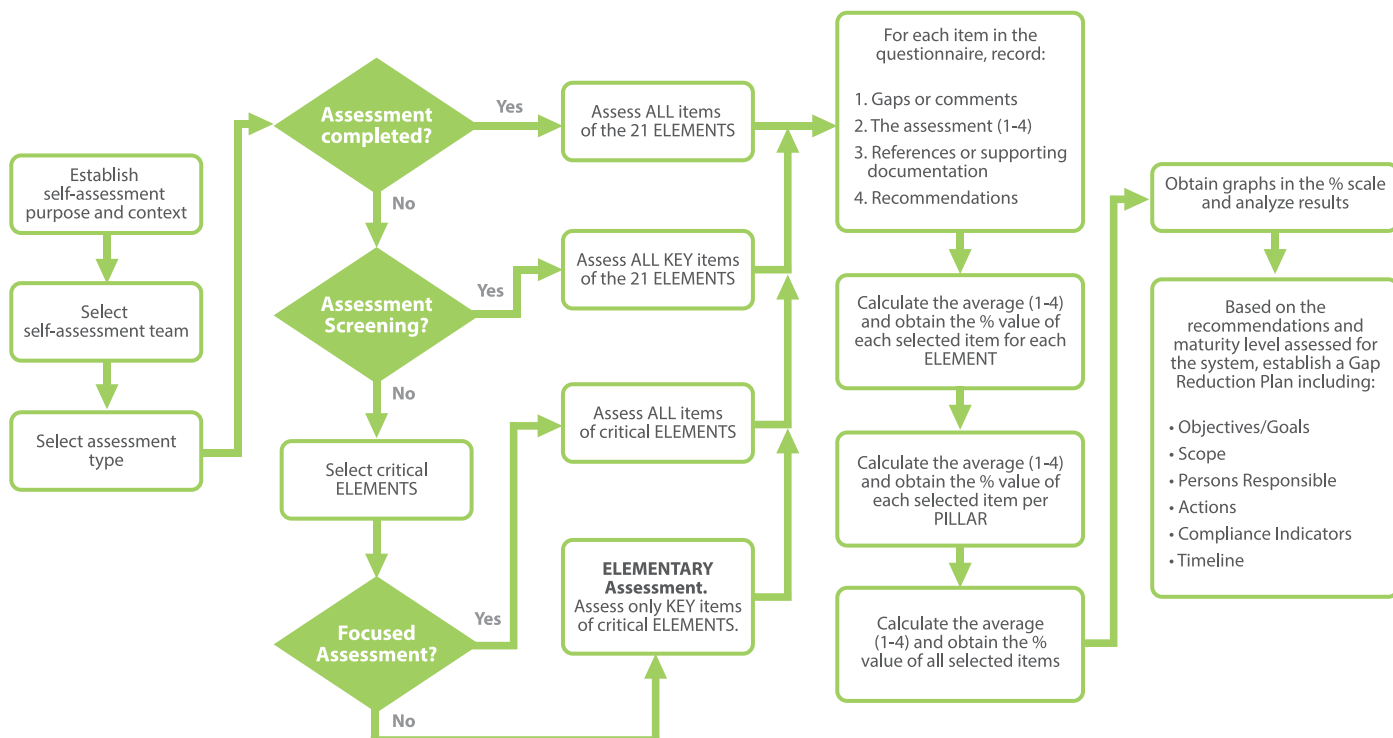 Establish
self-assessment
purpose and context
Select
self-assessment team
Select assessment
type
Assessment
completed?
Yes
No
Assess ALL items
of the 21 ELEMENTS
Assessment
Screening?
Yes
No
Assess ALL KEY items
of the 21 ELEMENTS
Select critical
ELEMENTS
Focused
Assessment?
Yes
No
Assess ALL items
of critical ELEMENTS
ELEMENTARY
Assessment.
Assess only KEY items
of critical ELEMENTS.
For each item in the
questionnaire, record:
1. Gaps or comments
2. The assessment (1-4)
3. References or supporting
documentation
4. Recommendations
Calculate the average (1-4)
and obtain the % value of
each selected item for each
ELEMENT
Calculate the average (1-4)
and obtain the % value of
each selected item per
PILLAR
Calculate the average
(1-4) and obtain the %
value of all selected items
Obtain graphs in the % scale
and analyze results
Based on the
recommendations and
maturity level assessed for
the system, establish a Gap
Reduction Plan including:
• Objectives/Goals
• Scope
• Persons Responsible
• Actions
• Compliance Indicators
• Timeline